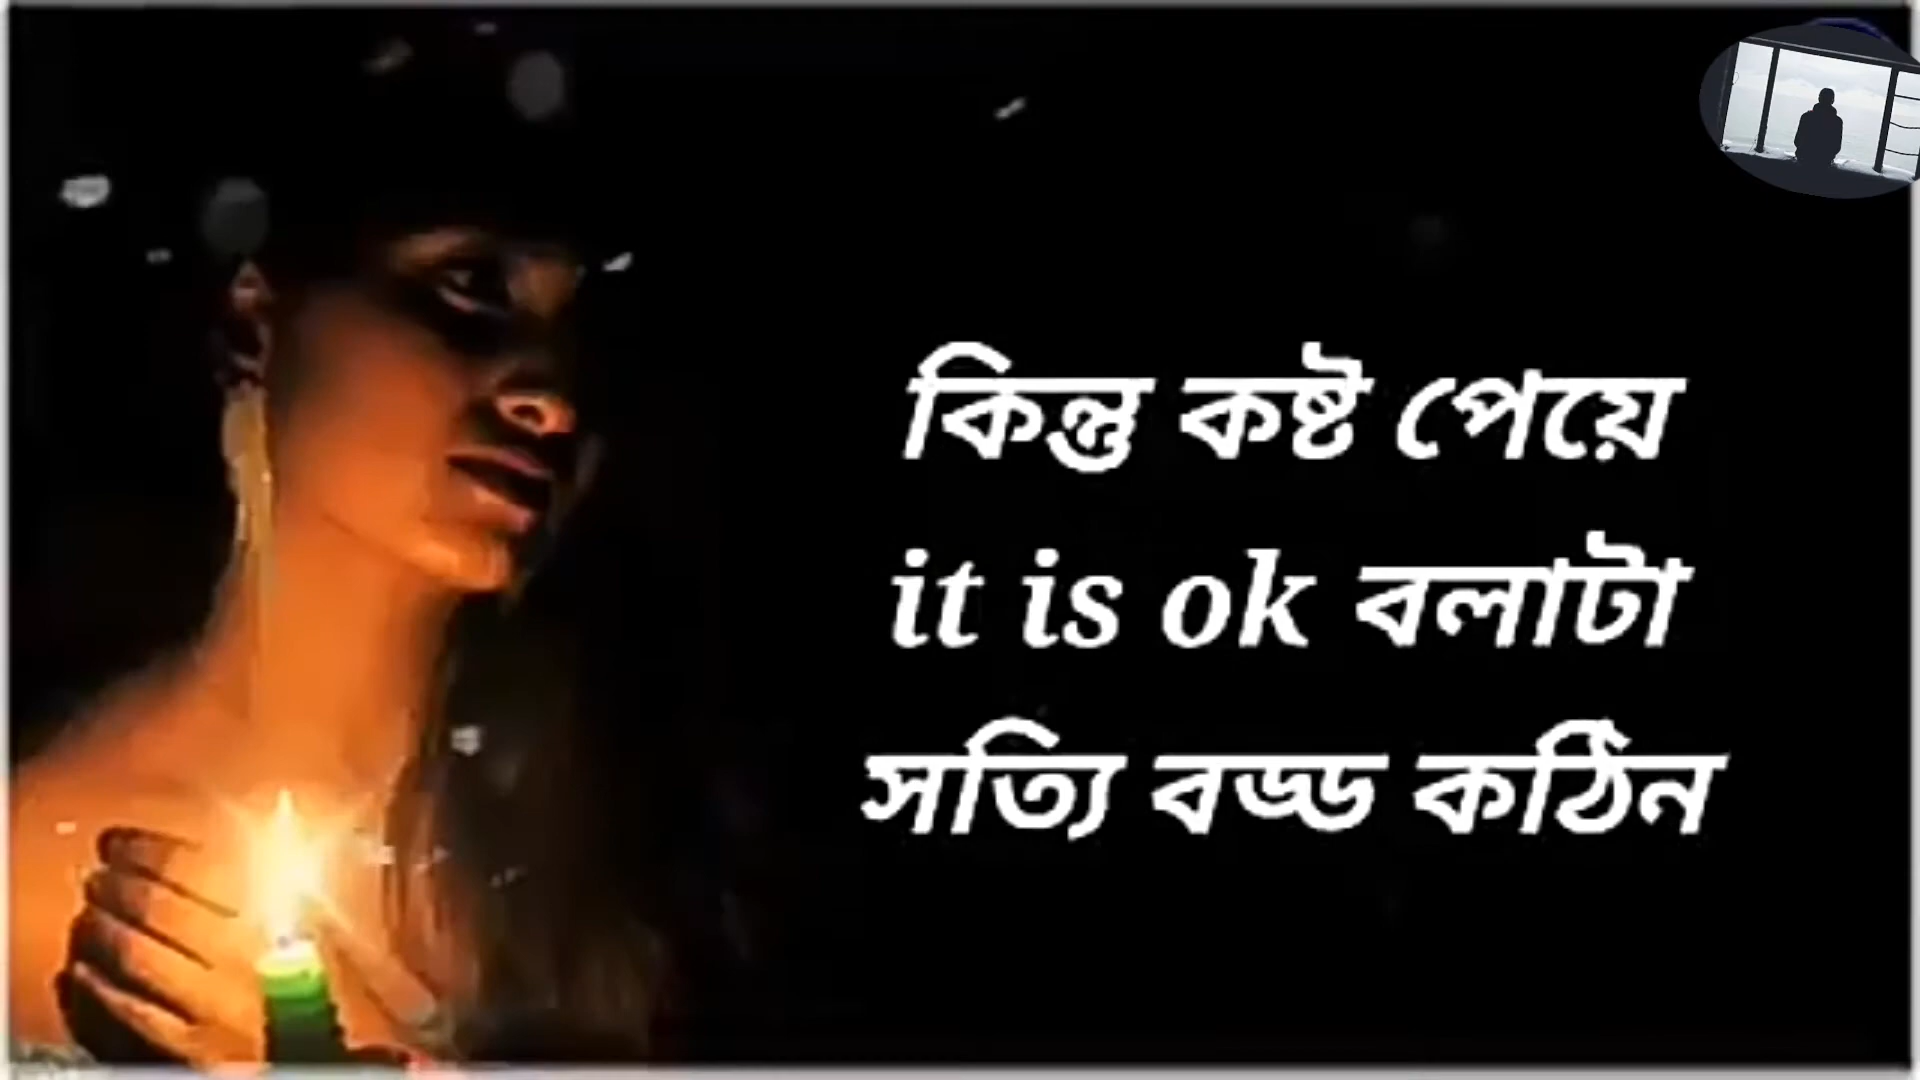 কিন্তু কষ্ট পেয়ে
it is ok বলাটা
সত্যি বড্ড কঠিন